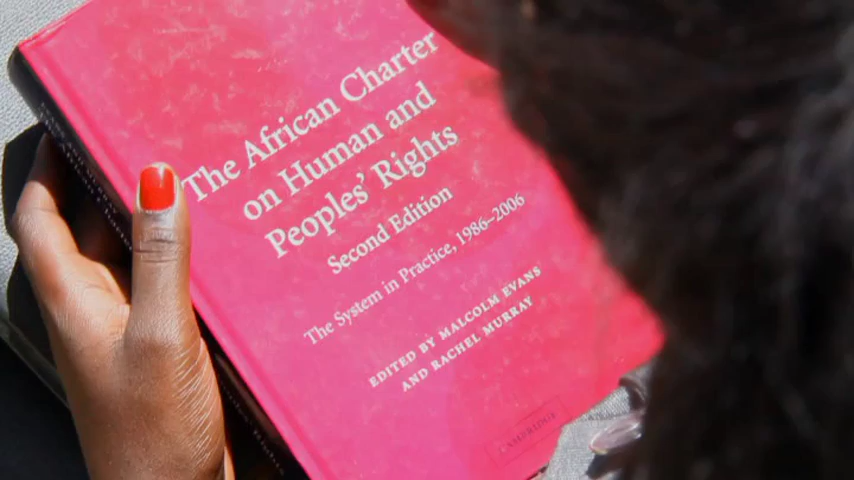 The African Charter
on Human and
Peoples' Rights
Second Edition
The System in Practice, 1986–2006
EDITED BY MALCOLM EVANS
AND RACHEL MURRAY
CAMBRIDGE